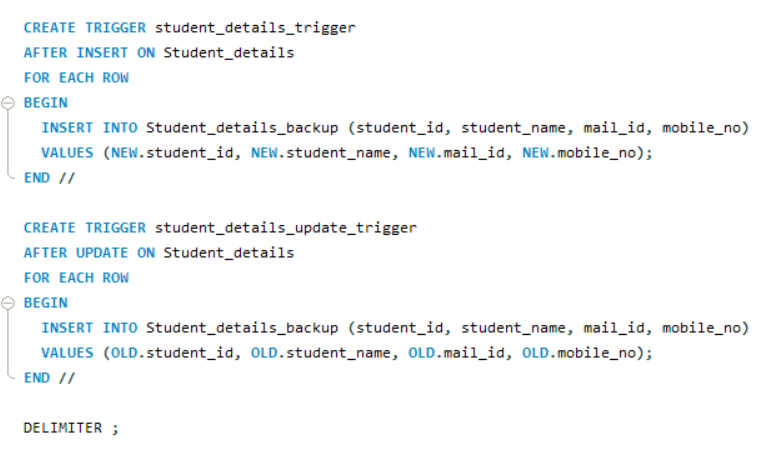 CREATE TRIGGER student_details_trigger
AFTER INSERT ON Student_details
FOR EACH ROW
BEGIN
INSERT INTO Student_details_backup (student_id, student_name, mail_id, mobile_no)
VALUES (NEW.student_id, NEW.student_name, NEW.mail_id, NEW.mobile_no);
END //
CREATE TRIGGER student_details_update_trigger
AFTER UPDATE ON Student_details
FOR EACH ROW
BEGIN
INSERT INTO Student_details_backup (student_id, student_name, mail_id, mobile_no)
VALUES (OLD.student_id, OLD.student_name, OLD.mail_id, OLD.mobile_no);
END //
DELIMITER ;